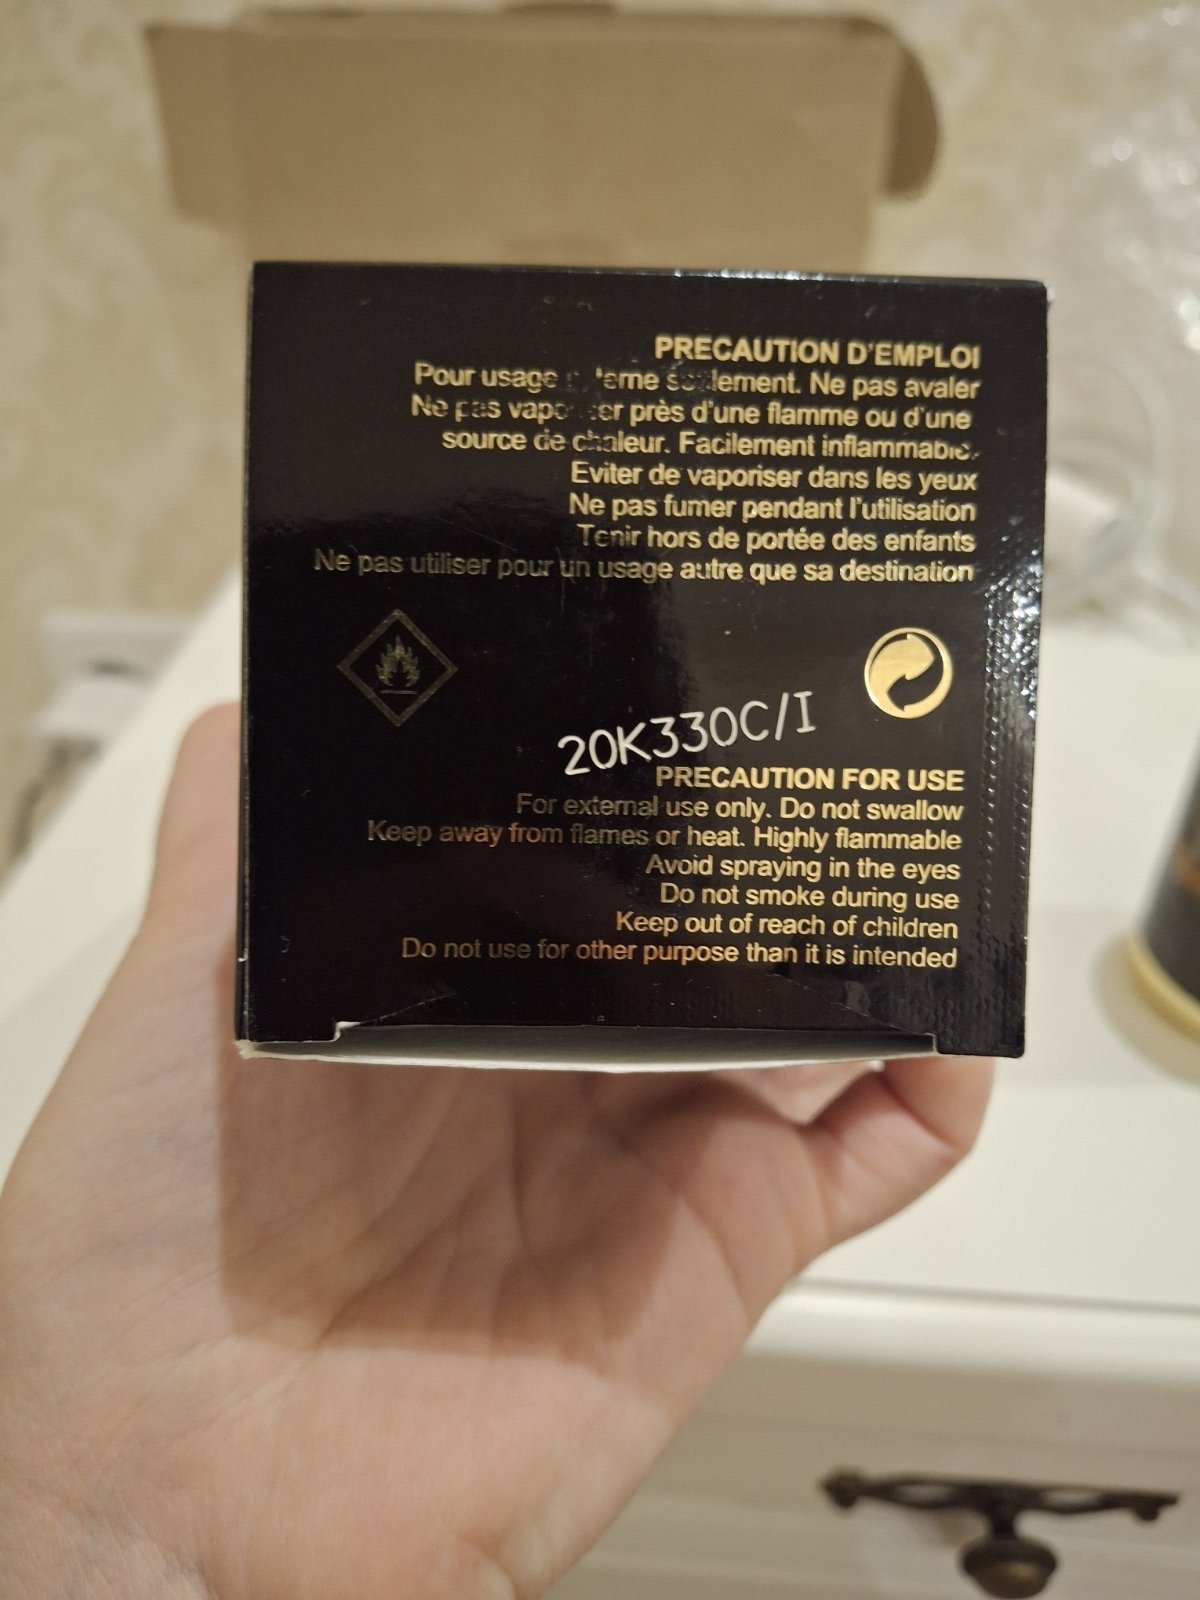 PRECAUTION D'EMPLOI
Pour usage Ne pas avaler
Ne pas près d'une flamme ou d'une
source de chaleur. Facilement inflammable.
Eviter de vaporiser dans les yeux
Ne pas fumer pendant l'utilisation
Tenir hors de portée des enfants
Ne pas utiliser pour un usage autre que sa destination
20K330C/I
PRECAUTION FOR USE
For external use only. Do not swallow
Keep away from flames or heat. Highly flammable
Avoid spraying in the eyes
Do not smoke during use
Keep out of reach of children
Do not use for other purpose than it is intended